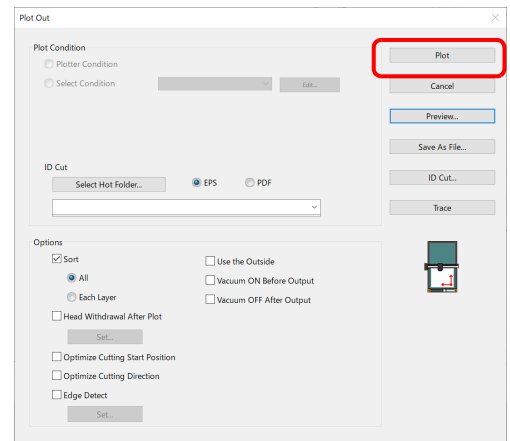 Plot Out
Plot Condition
Plotter Condition
Select Condition
Edit...
ID Cut
Select Hot Folder...
EPS
PDF
Plot
Cancel
Preview...
Save As File...
ID Cut...
Trace
Options
Sort
All
Each Layer
Head Withdrawal After Plot
Set...
Optimize Cutting Start Position
Optimize Cutting Direction
Edge Detect
Set...
Use the Outside
Vacuum ON Before Output
Vacuum OFF After Output